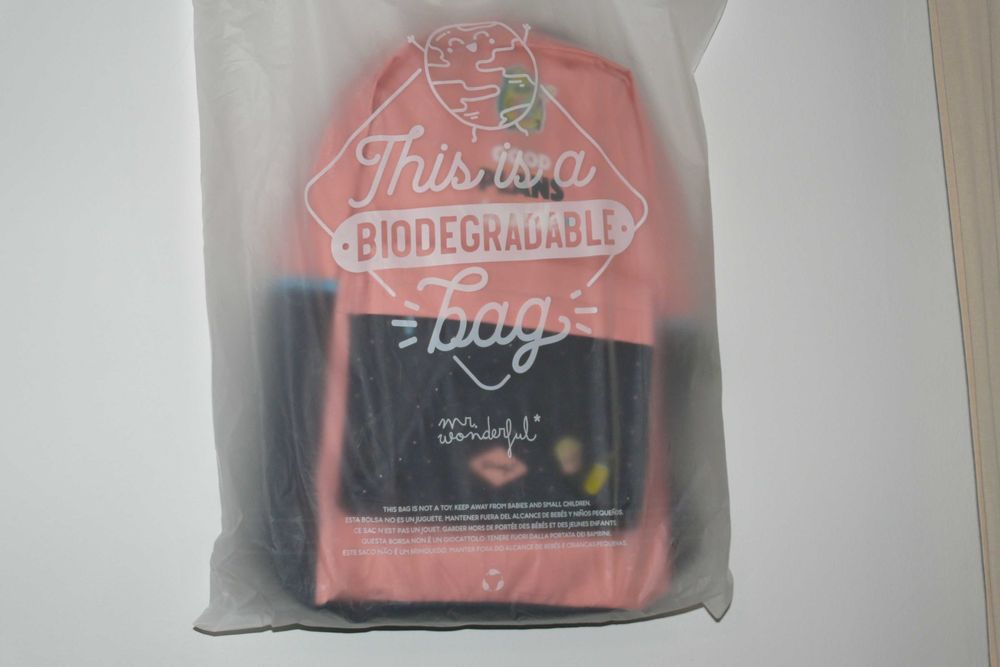 This is a
GOOD
BIODEGRADABLE
bag
mr.
wonderful*
THIS BAG IS NOT A TOY. KEEP AWAY FROM BABIES AND SMALL CHILDREN.
ESTA BOLSA NO ES UN JUGUETE. MANTENER FUERA DEL ALCANCE DE BEBÉS Y NIÑOS PEQUEÑOS.
CE SAC N'EST PAS UN JOUET. GARDER HORS DE PORTÉE DES BÉBÉS ET DES JEUNES ENFANTS.
QUESTA BORSA NON È UN GIOCATTOLO: TENERE FUORI DALLA PORTATA DEI BAMBINI.
ESTE SACO NÃO É UM BRINQUEDO. MANTER FORA DO ALCANCE DE BEBÉS E CRIANÇAS PEQUENAS.